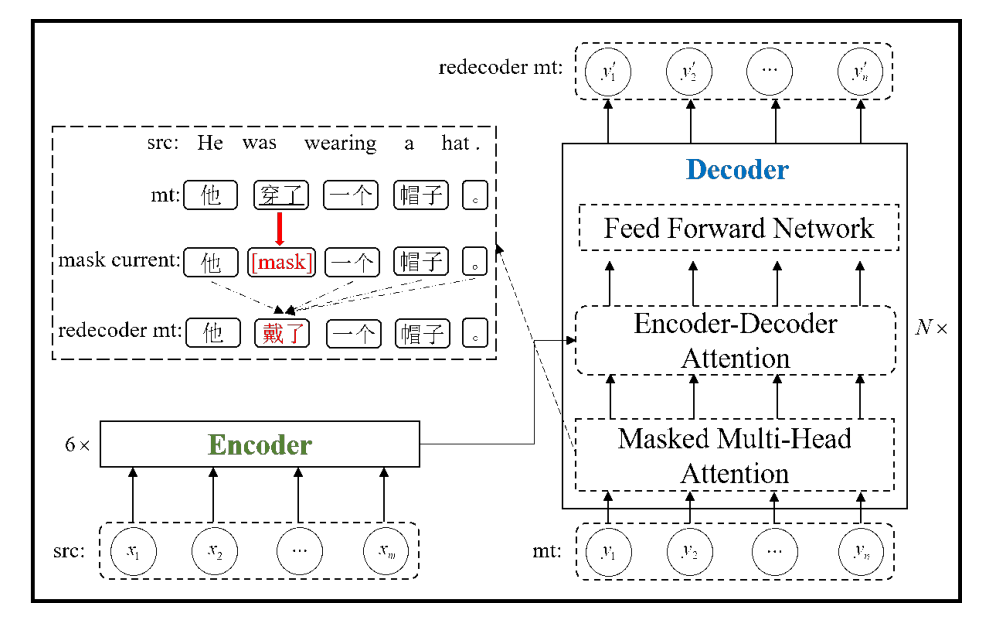 redecoder mt: y′1 y′2 ... y′n
src: He was wearing a hat .
mt: 他 穿了 一个 帽子 。
mask current: 他 [mask] 一个 帽子 。
redecoder mt: 他 戴了 一个 帽子 。
6 × Encoder
src: x1 x2 ... xm
Decoder
Feed Forward Network
Encoder-Decoder
Attention
N ×
Masked Multi-Head
Attention
mt: y1 y2 ... yn